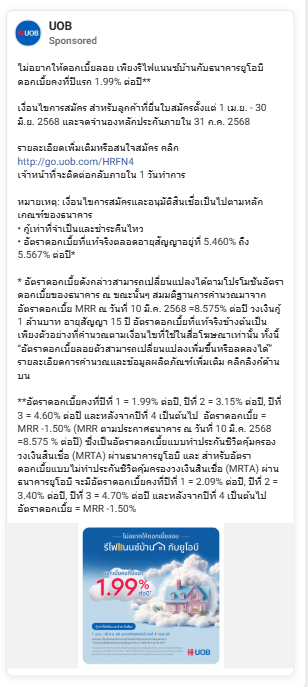 UOB
UOB
Sponsored
ไม่อยากให้ดอกเบี้ยลอย เพียงรีไฟแนนซ์บ้านกับธนาคารยูโอบี
ดอกเบี้ยคงที่ปีแรก 1.99% ต่อปี**
เงื่อนไขการสมัคร สำหรับลูกค้าที่ยื่นใบสมัครตั้งแต่ 1 เม.ย. - 30
มิ.ย. 2568 และจดจำนองหลักประกันภายใน 31 ก.ค. 2568
รายละเอียดเพิ่มเติมหรือสนใจสมัคร คลิก
http://go.uob.com/HRFN4
เจ้าหน้าที่จะติดต่อกลับภายใน 1 วันทำการ
หมายเหตุ: เงื่อนไขการสมัครและอนุมัติสินเชื่อเป็นไปตามหลัก
เกณฑ์ของธนาคาร
• กู้เท่าที่จำเป็นและชำระคืนไหว
• อัตราดอกเบี้ยที่แท้จริงตลอดอายุสัญญาอยู่ที่ 5.460% ถึง
5.567% ต่อปี*
* อัตราดอกเบี้ยดังกล่าวสามารถเปลี่ยนแปลงได้ตามโปรโมชันอัตรา
ดอกเบี้ยของธนาคาร ณ ขณะนั้นๆ สมมติฐานการคำนวณมาจาก
อัตราดอกเบี้ย MRR ณ วันที่ 10 มี.ค. 2568 =8.575% ต่อปี วงเงินกู้
1 ล้านบาท อายุสัญญา 15 ปี อัตราดอกเบี้ยที่แท้จริงข้างต้นเป็น
เพียงตัวอย่างที่คำนวณตามเงื่อนไขที่ใช้ในสื่อโฆษณาเท่านั้น ทั้งนี้
“อัตราดอกเบี้ยลอยตัวสามารถเปลี่ยนแปลงเพิ่มขึ้นหรือลดลงได้”
รายละเอียดการคำนวณและข้อมูลผลิตภัณฑ์เพิ่มเติม คลิกลิงก์ด้าน
บน
**อัตราดอกเบี้ยคงที่ปีที่ 1 = 1.99% ต่อปี, ปีที่ 2 = 3.15% ต่อปี, ปีที่
3 = 4.60% ต่อปี และหลังจากปีที่ 4 เป็นต้นไป อัตราดอกเบี้ย =
MRR -1.50% (MRR ตามประกาศธนาคาร ณ วันที่ 10 มี.ค. 2568
=8.575 % ต่อปี) ซึ่งเป็นอัตราดอกเบี้ยแบบทำประกันชีวิตคุ้มครอง
วงเงินสินเชื่อ (MRTA) ผ่านธนาคารยูโอบี และ สำหรับอัตรา
ดอกเบี้ยแบบไม่ทำประกันชีวิตคุ้มครองวงเงินสินเชื่อ (MRTA) ผ่าน
ธนาคารยูโอบี จะมีอัตราดอกเบี้ยคงที่ปีที่ 1 = 2.09% ต่อปี, ปีที่ 2 =
3.40% ต่อปี, ปีที่ 3 = 4.70% ต่อปี และหลังจากปีที่ 4 เป็นต้นไป
อัตราดอกเบี้ย = MRR -1.50%
ไม่อยากให้ดอกเบี้ยลอย
รีไฟแนนซ์บ้าน กับยูโอบี
ดอกเบี้ยคงที่ปีแรก
1.99%
ต่อปี
UOB